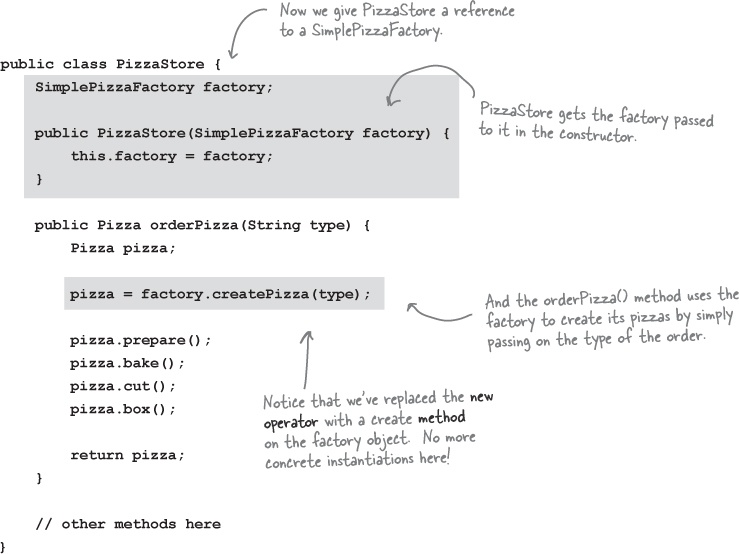 Now we give PizzaStore a reference
to a SimplePizzaFactory.
public class PizzaStore {
SimplePizzaFactory factory;
public PizzaStore(SimplePizzaFactory factory) {
this.factory = factory;
}
PizzaStore gets the factory passed
to it in the constructor.
public Pizza orderPizza(String type) {
Pizza pizza;
pizza = factory.createPizza(type);
And the orderPizza() method uses the
factory to create its pizzas by simply
passing on the type of the order.
pizza.prepare();
pizza.bake();
pizza.cut();
pizza.box();
Notice that we've replaced the new
operator with a create method
on the factory object. No more
concrete instantiations here!
return pizza;
}
// other methods here
}